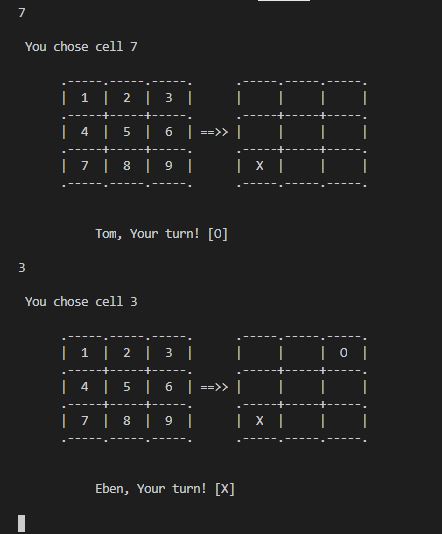 7
You chose cell 7
.-----.-----.-----.     .-----.-----.-----.
|  1  |  2  |  3  |     |     |     |     |
.-----+-----+-----.     .-----+-----+-----.
|  4  |  5  |  6  | ==>> |     |     |     |
.-----+-----+-----.     .-----+-----+-----.
|  7  |  8  |  9  |     |  X  |     |     |
.-----.-----.-----.     .-----.-----.-----.
Tom, Your turn! [O]
3
You chose cell 3
.-----.-----.-----.     .-----.-----.-----.
|  1  |  2  |  3  |     |     |     |  O  |
.-----+-----+-----.     .-----+-----+-----.
|  4  |  5  |  6  | ==>> |     |     |     |
.-----+-----+-----.     .-----+-----+-----.
|  7  |  8  |  9  |     |  X  |     |     |
.-----.-----.-----.     .-----.-----.-----.
Eben, Your turn! [X]